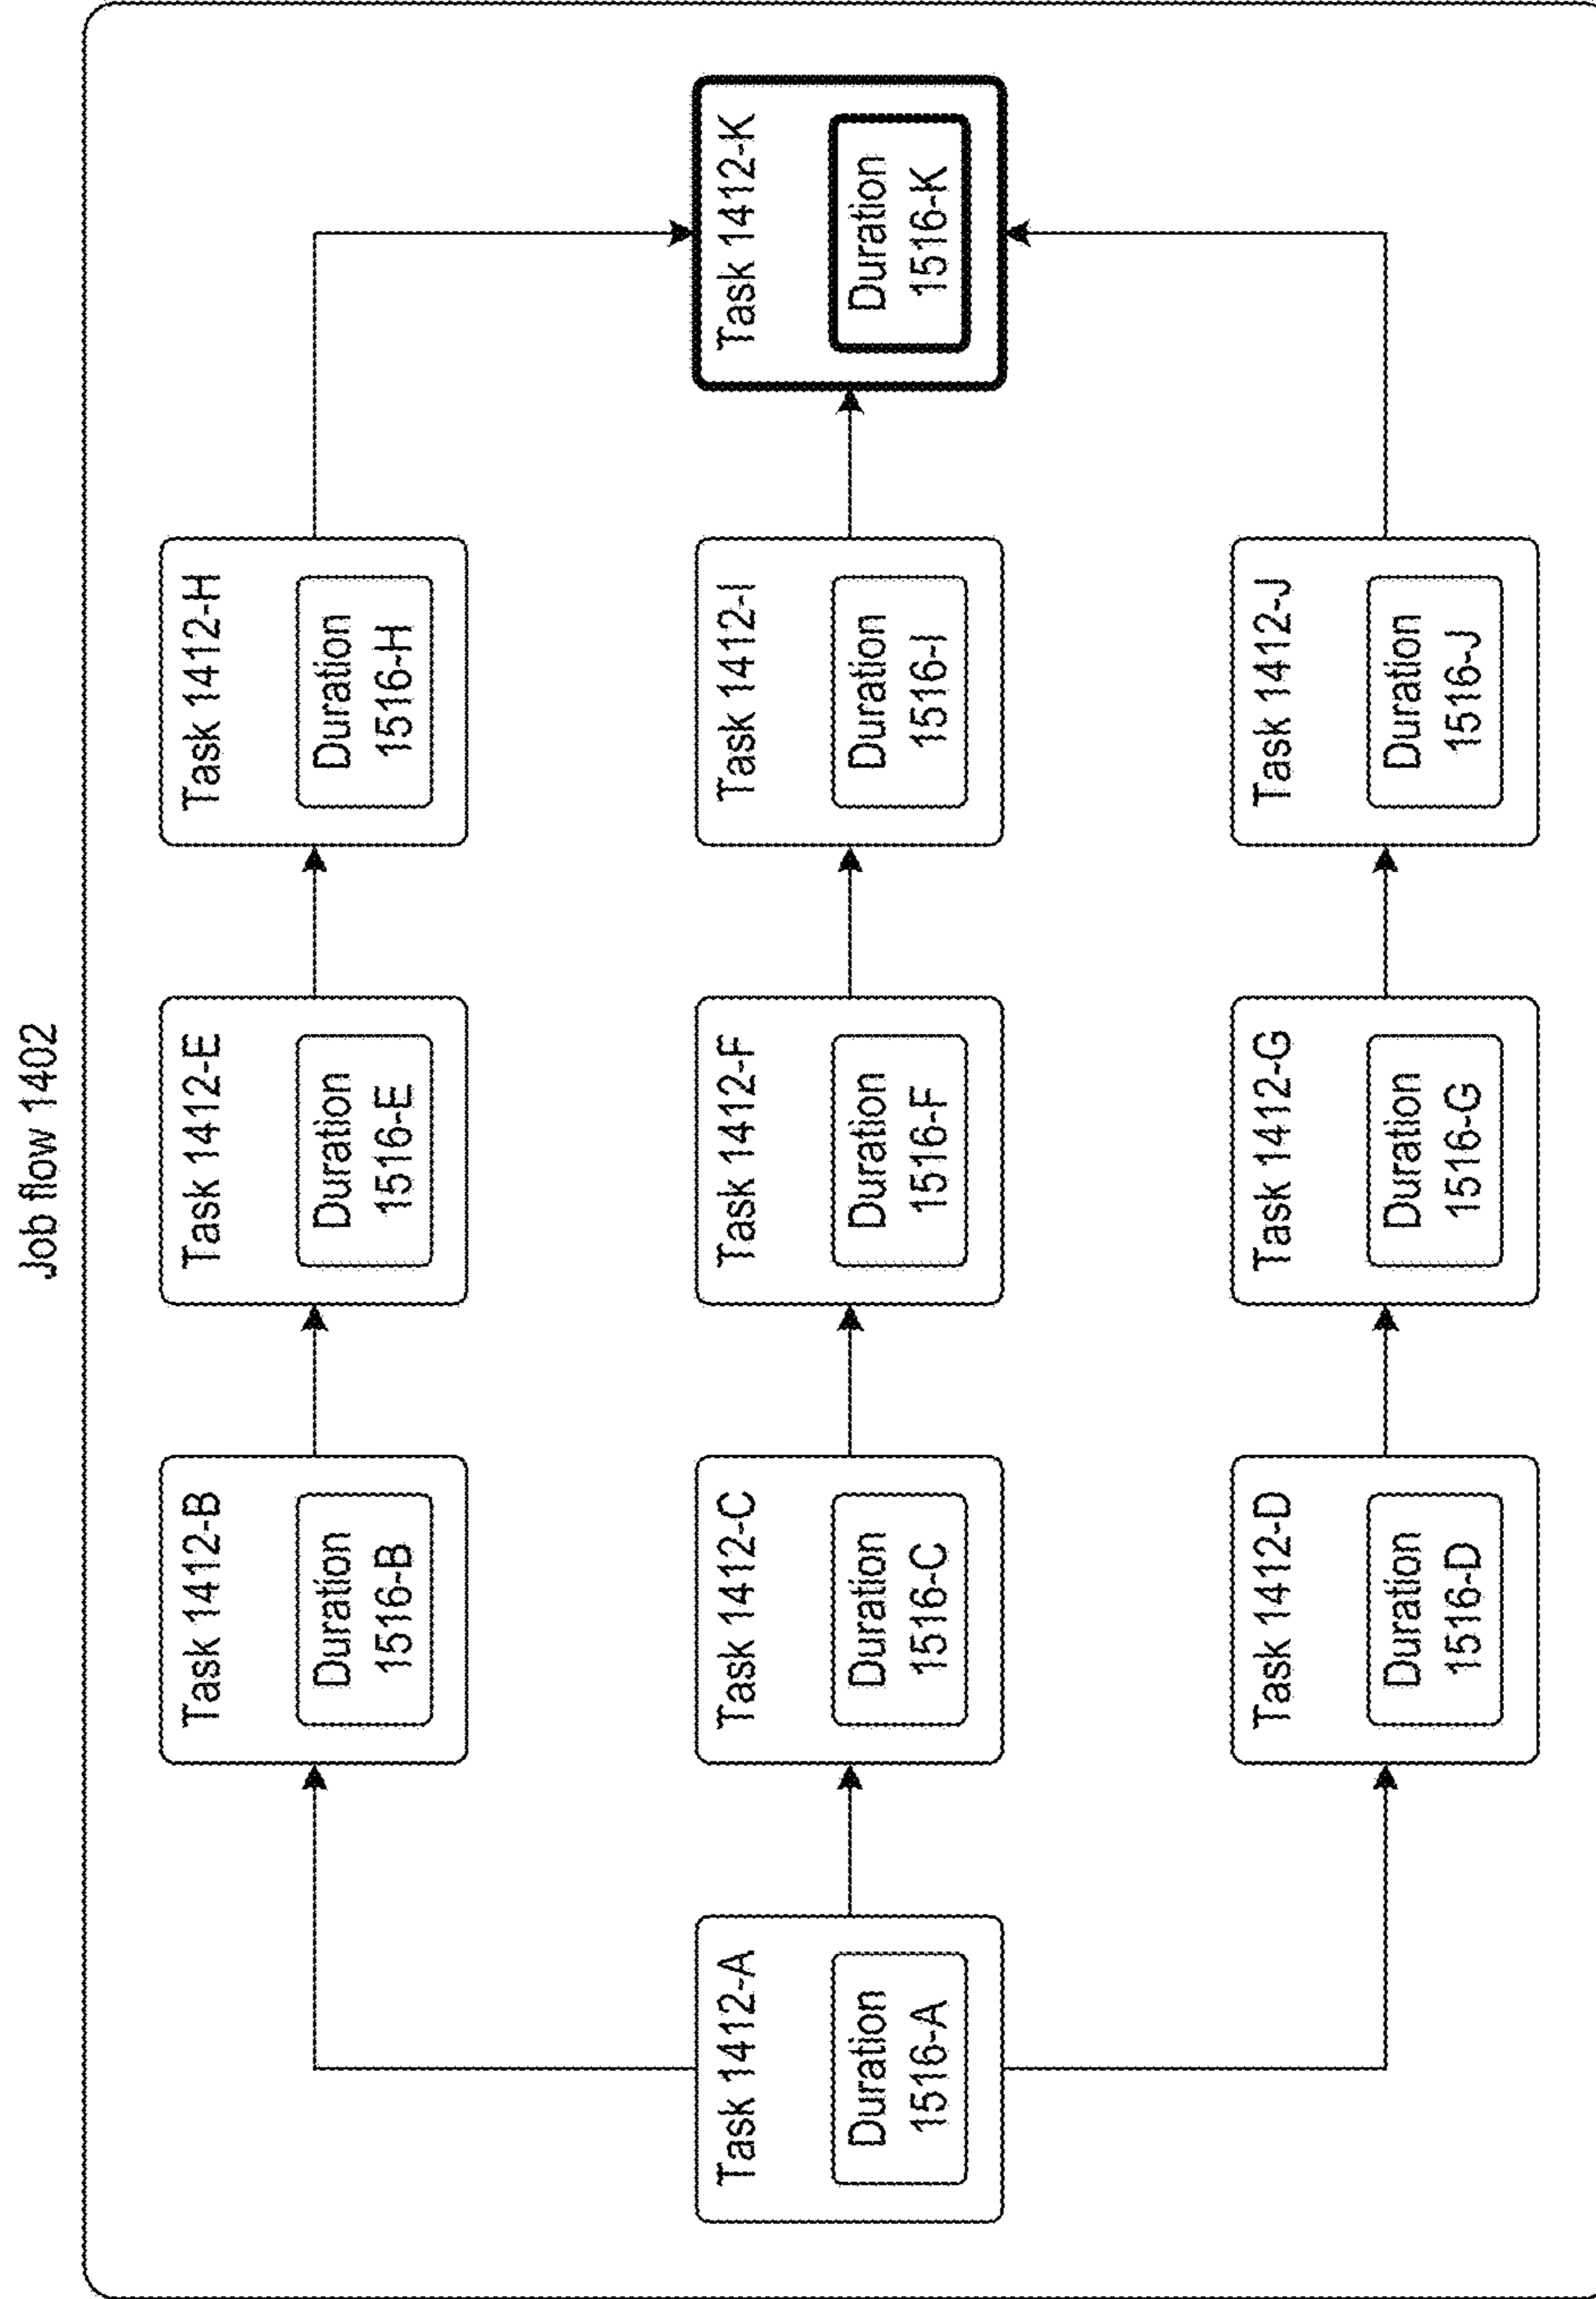 Job flow 1402
Task 1412-A
Duration
1516-A
Task 1412-B
Duration
1516-B
Task 1412-C
Duration
1516-C
Task 1412-D
Duration
1516-D
Task 1412-E
Duration
1516-E
Task 1412-F
Duration
1516-F
Task 1412-G
Duration
1516-G
Task 1412-H
Duration
1516-H
Task 1412-I
Duration
1516-I
Task 1412-J
Duration
1516-J
Task 1412-K
Duration
1516-K